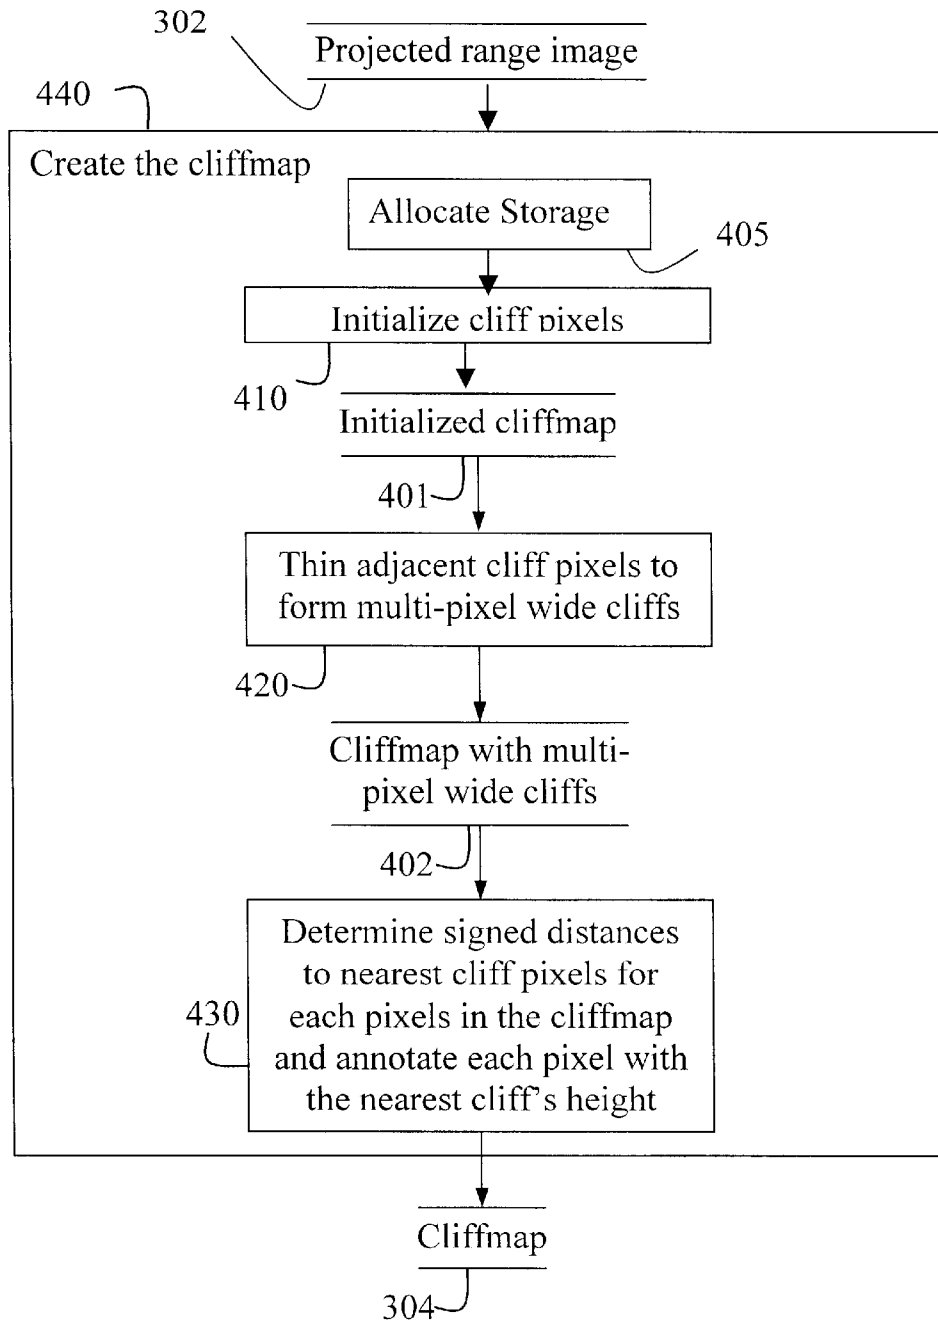 302
Projected range image
440
Create the cliffmap
Allocate Storage
405
Initialize cliff pixels
410
Initialized cliffmap
401
Thin adjacent cliff pixels to
form multi-pixel wide cliffs
420
Cliffmap with multi-
pixel wide cliffs
402
Determine signed distances
to nearest cliff pixels for
each pixels in the cliffmap
and annotate each pixel with
the nearest cliff's height
430
Cliffmap
304